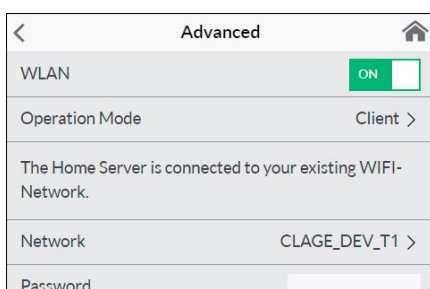 Advanced
WLAN ON
Operation Mode Client >
The Home Server is connected to your existing WIFI-
Network.
Network CLAGE_DEV_T1 >
Password